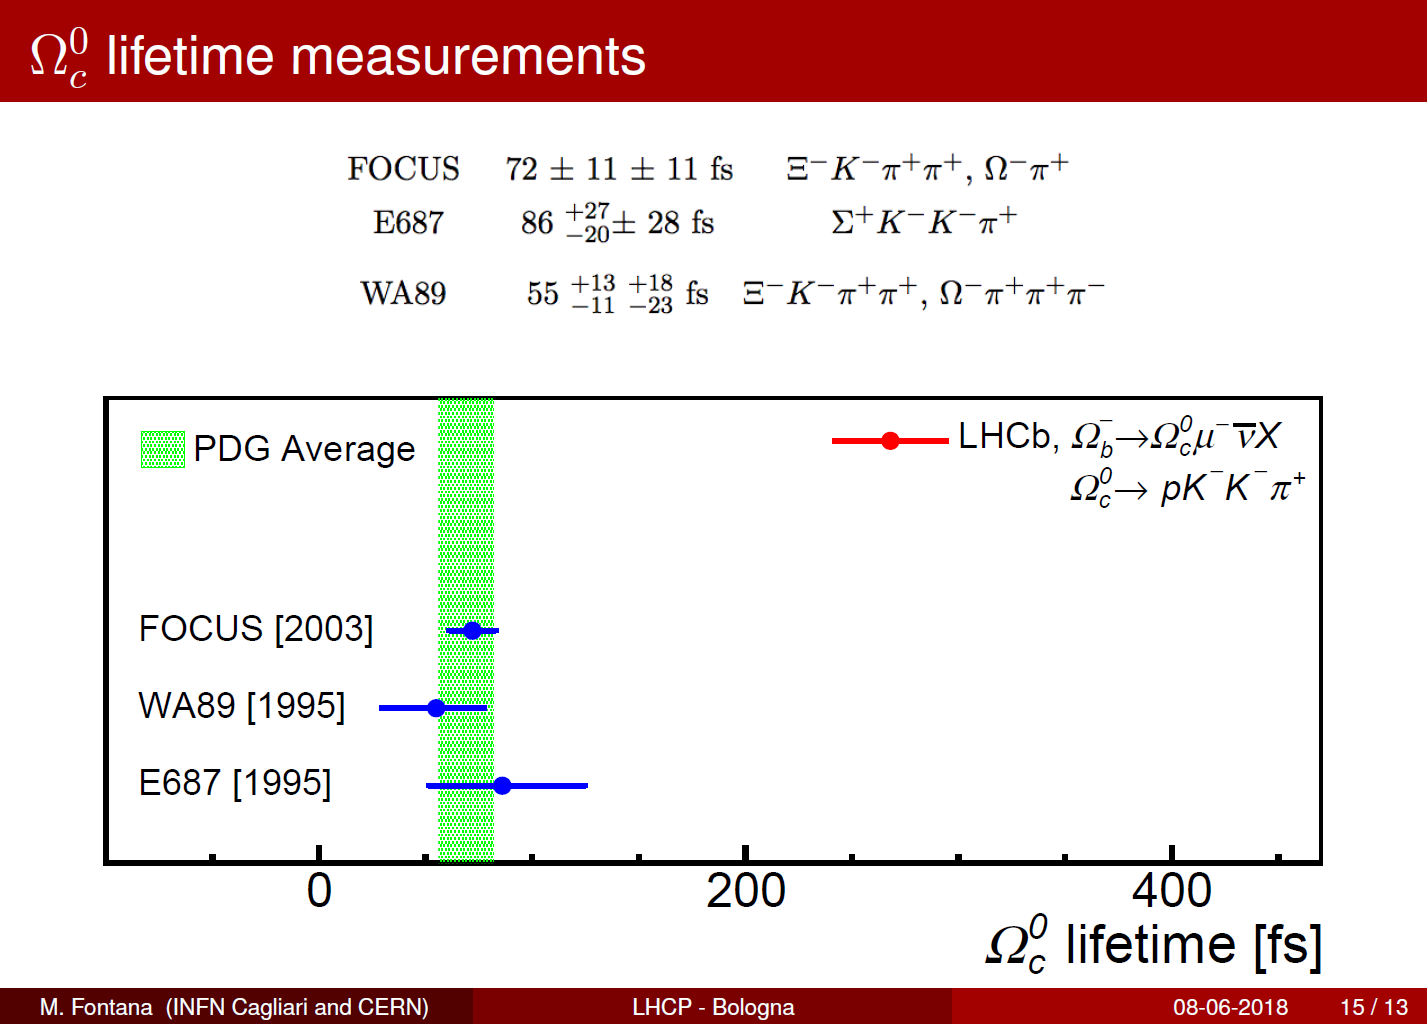 Ω⁰c lifetime measurements
FOCUS 72 ± 11 ± 11 fs Ξ⁻K⁻π⁺π⁺, Ω⁻π⁺
E687 86 +27 −20 ± 28 fs Σ⁺K⁻K⁻π⁺
WA89 55 +13 −11 +18 −23 fs Ξ⁻K⁻π⁺π⁺, Ω⁻π⁺π⁺π⁻
PDG Average
LHCb, Ω⁻b→Ω⁰cμ⁻ν̅X
Ω⁰c→ pK⁻K⁻π⁺
FOCUS [2003]
WA89 [1995]
E687 [1995]
0 200 400
Ω⁰c lifetime [fs]
M. Fontana (INFN Cagliari and CERN) LHCP - Bologna 08-06-2018 15 / 13